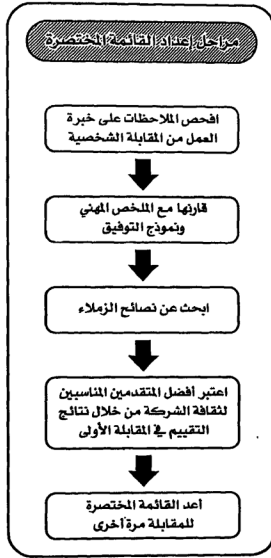 مراحل إعداد القائمة المختصرة
افحص الملاحظات على خبرة
العمل من المقابلة الشخصية
قارنها مع الملخص المهني
ونموذج التوفيق
ابحث عن نصائح الزملاء
اعتبر أفضل المتقدمين المناسبين
لثقافة الشركة من خلال نتائج
التقييم في المقابلة الأولى
أعد القائمة المختصرة
للمقابلة مرة أخرى